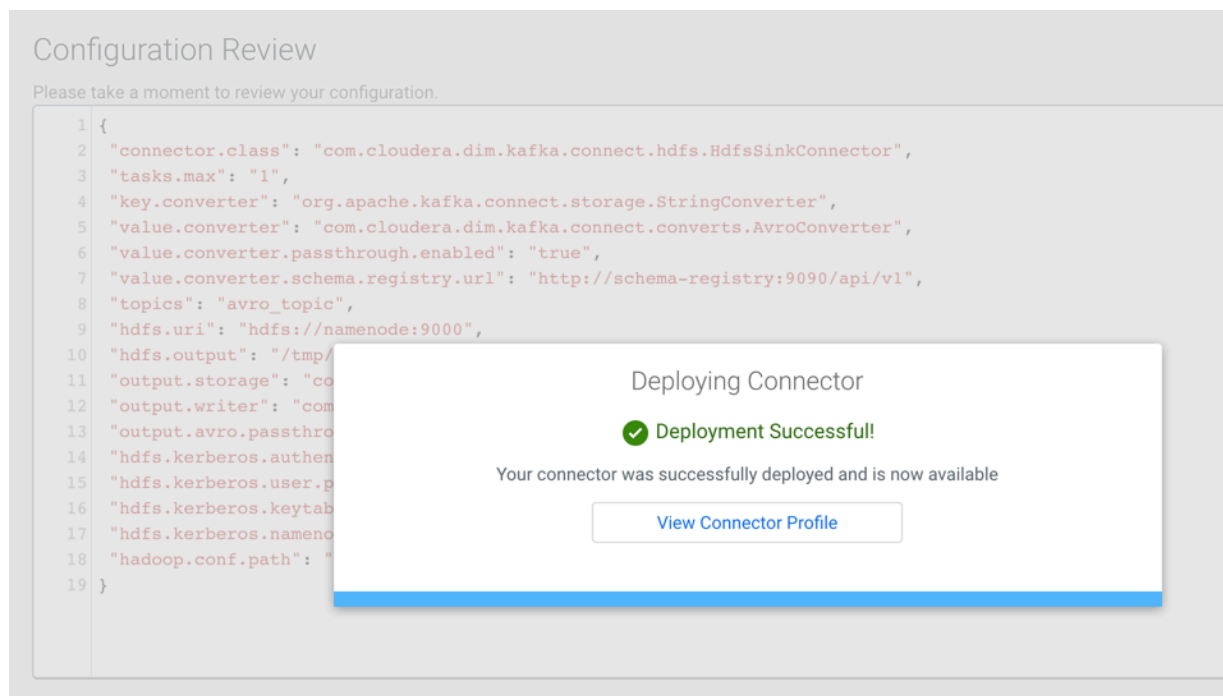 Configuration Review
Please take a moment to review your configuration.
1 {
2 "connector.class": "com.cloudera.dim.kafka.connect.hdfs.HdfsSinkConnector",
3 "tasks.max": "1",
4 "key.converter": "org.apache.kafka.connect.storage.StringConverter",
5 "value.converter": "com.cloudera.dim.kafka.connect.converts.AvroConverter",
6 "value.converter.passthrough.enabled": "true",
7 "value.converter.schema.registry.url": "http://schema-registry:9090/api/v1",
8 "topics": "avro_topic",
9 "hdfs.uri": "hdfs://namenode:9000",
10 "hdfs.output": "/tmp/
11 "output.storage": "co
12 "output.writer": "com
13 "output.avro.passthro
14 "hdfs.kerberos.authen
15 "hdfs.kerberos.user.p
16 "hdfs.kerberos.keytab
17 "hdfs.kerberos.nameno
18 "hadoop.conf.path": "
19 }
Deploying Connector
Deployment Successful!
Your connector was successfully deployed and is now available
View Connector Profile